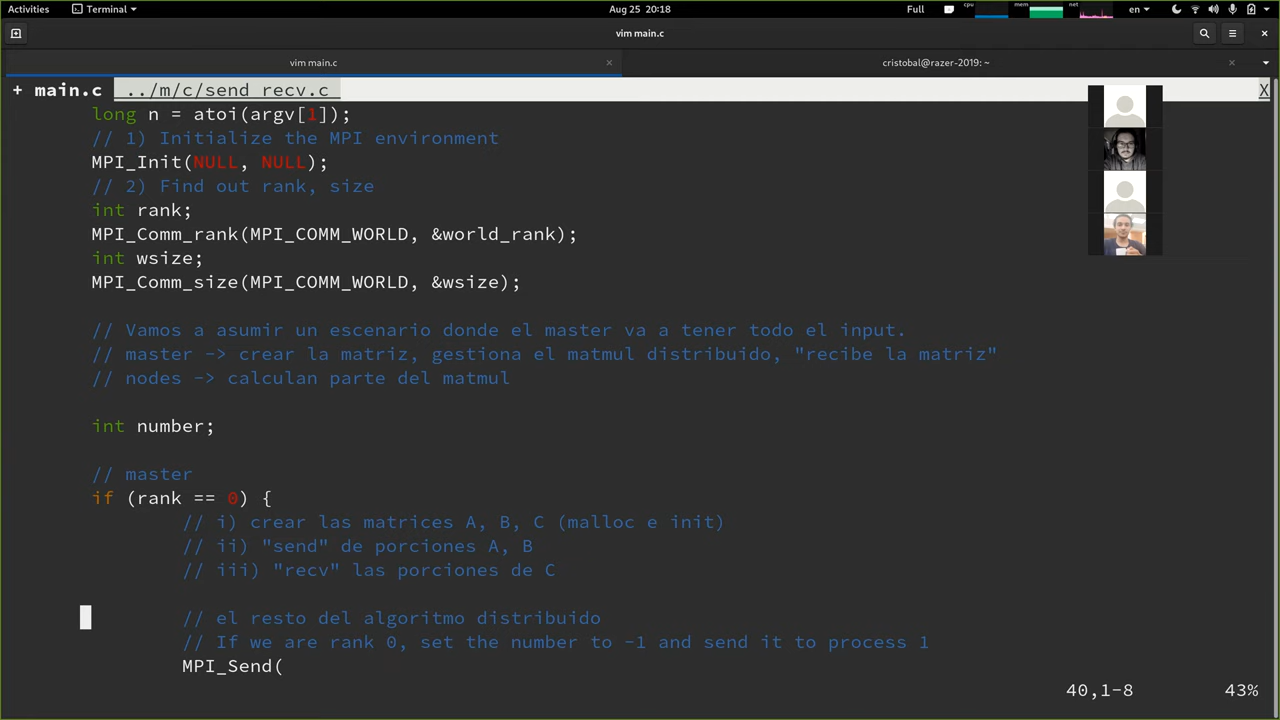 Activities Terminal Aug 25 20:18 Full cpu mem net en
vim main.c
vim main.c × cristobal@razer-2019: ~ ×
+ main.c ../m/c/send_recv.c X
long n = atoi(argv[1]);
// 1) Initialize the MPI environment
MPI_Init(NULL, NULL);
// 2) Find out rank, size
int rank;
MPI_Comm_rank(MPI_COMM_WORLD, &world_rank);
int wsize;
MPI_Comm_size(MPI_COMM_WORLD, &wsize);
// Vamos a asumir un escenario donde el master va a tener todo el input.
// master -> crear la matriz, gestiona el matmul distribuido, "recibe la matriz"
// nodes -> calculan parte del matmul
int number;
// master
if (rank == 0) {
// i) crear las matrices A, B, C (malloc e init)
// ii) "send" de porciones A, B
// iii) "recv" las porciones de C
// el resto del algoritmo distribuido
// If we are rank 0, set the number to -1 and send it to process 1
MPI_Send(
40,1-8 43%